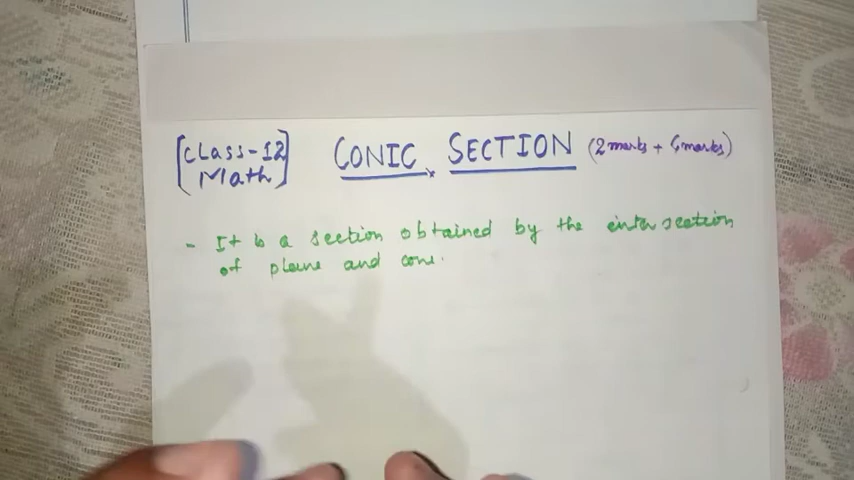 [Class-12 Math] CONIC SECTION (2 marks + 4 marks)
- It is a section obtained by the intersection
of plane and cone.